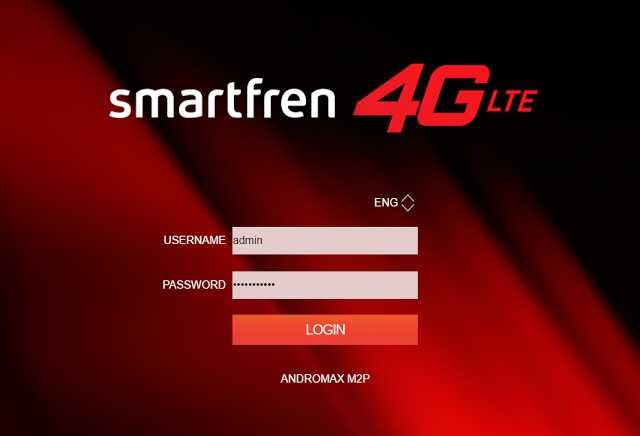 smartfren 4G LTE
ENG
USERNAME admin
PASSWORD •••••••••••
LOGIN
ANDROMAX M2P